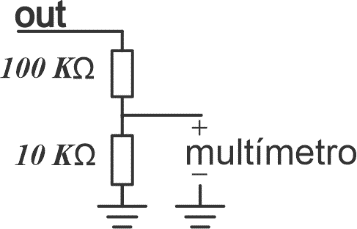 out
100 KΩ
+
10 KΩ
multímetro
−